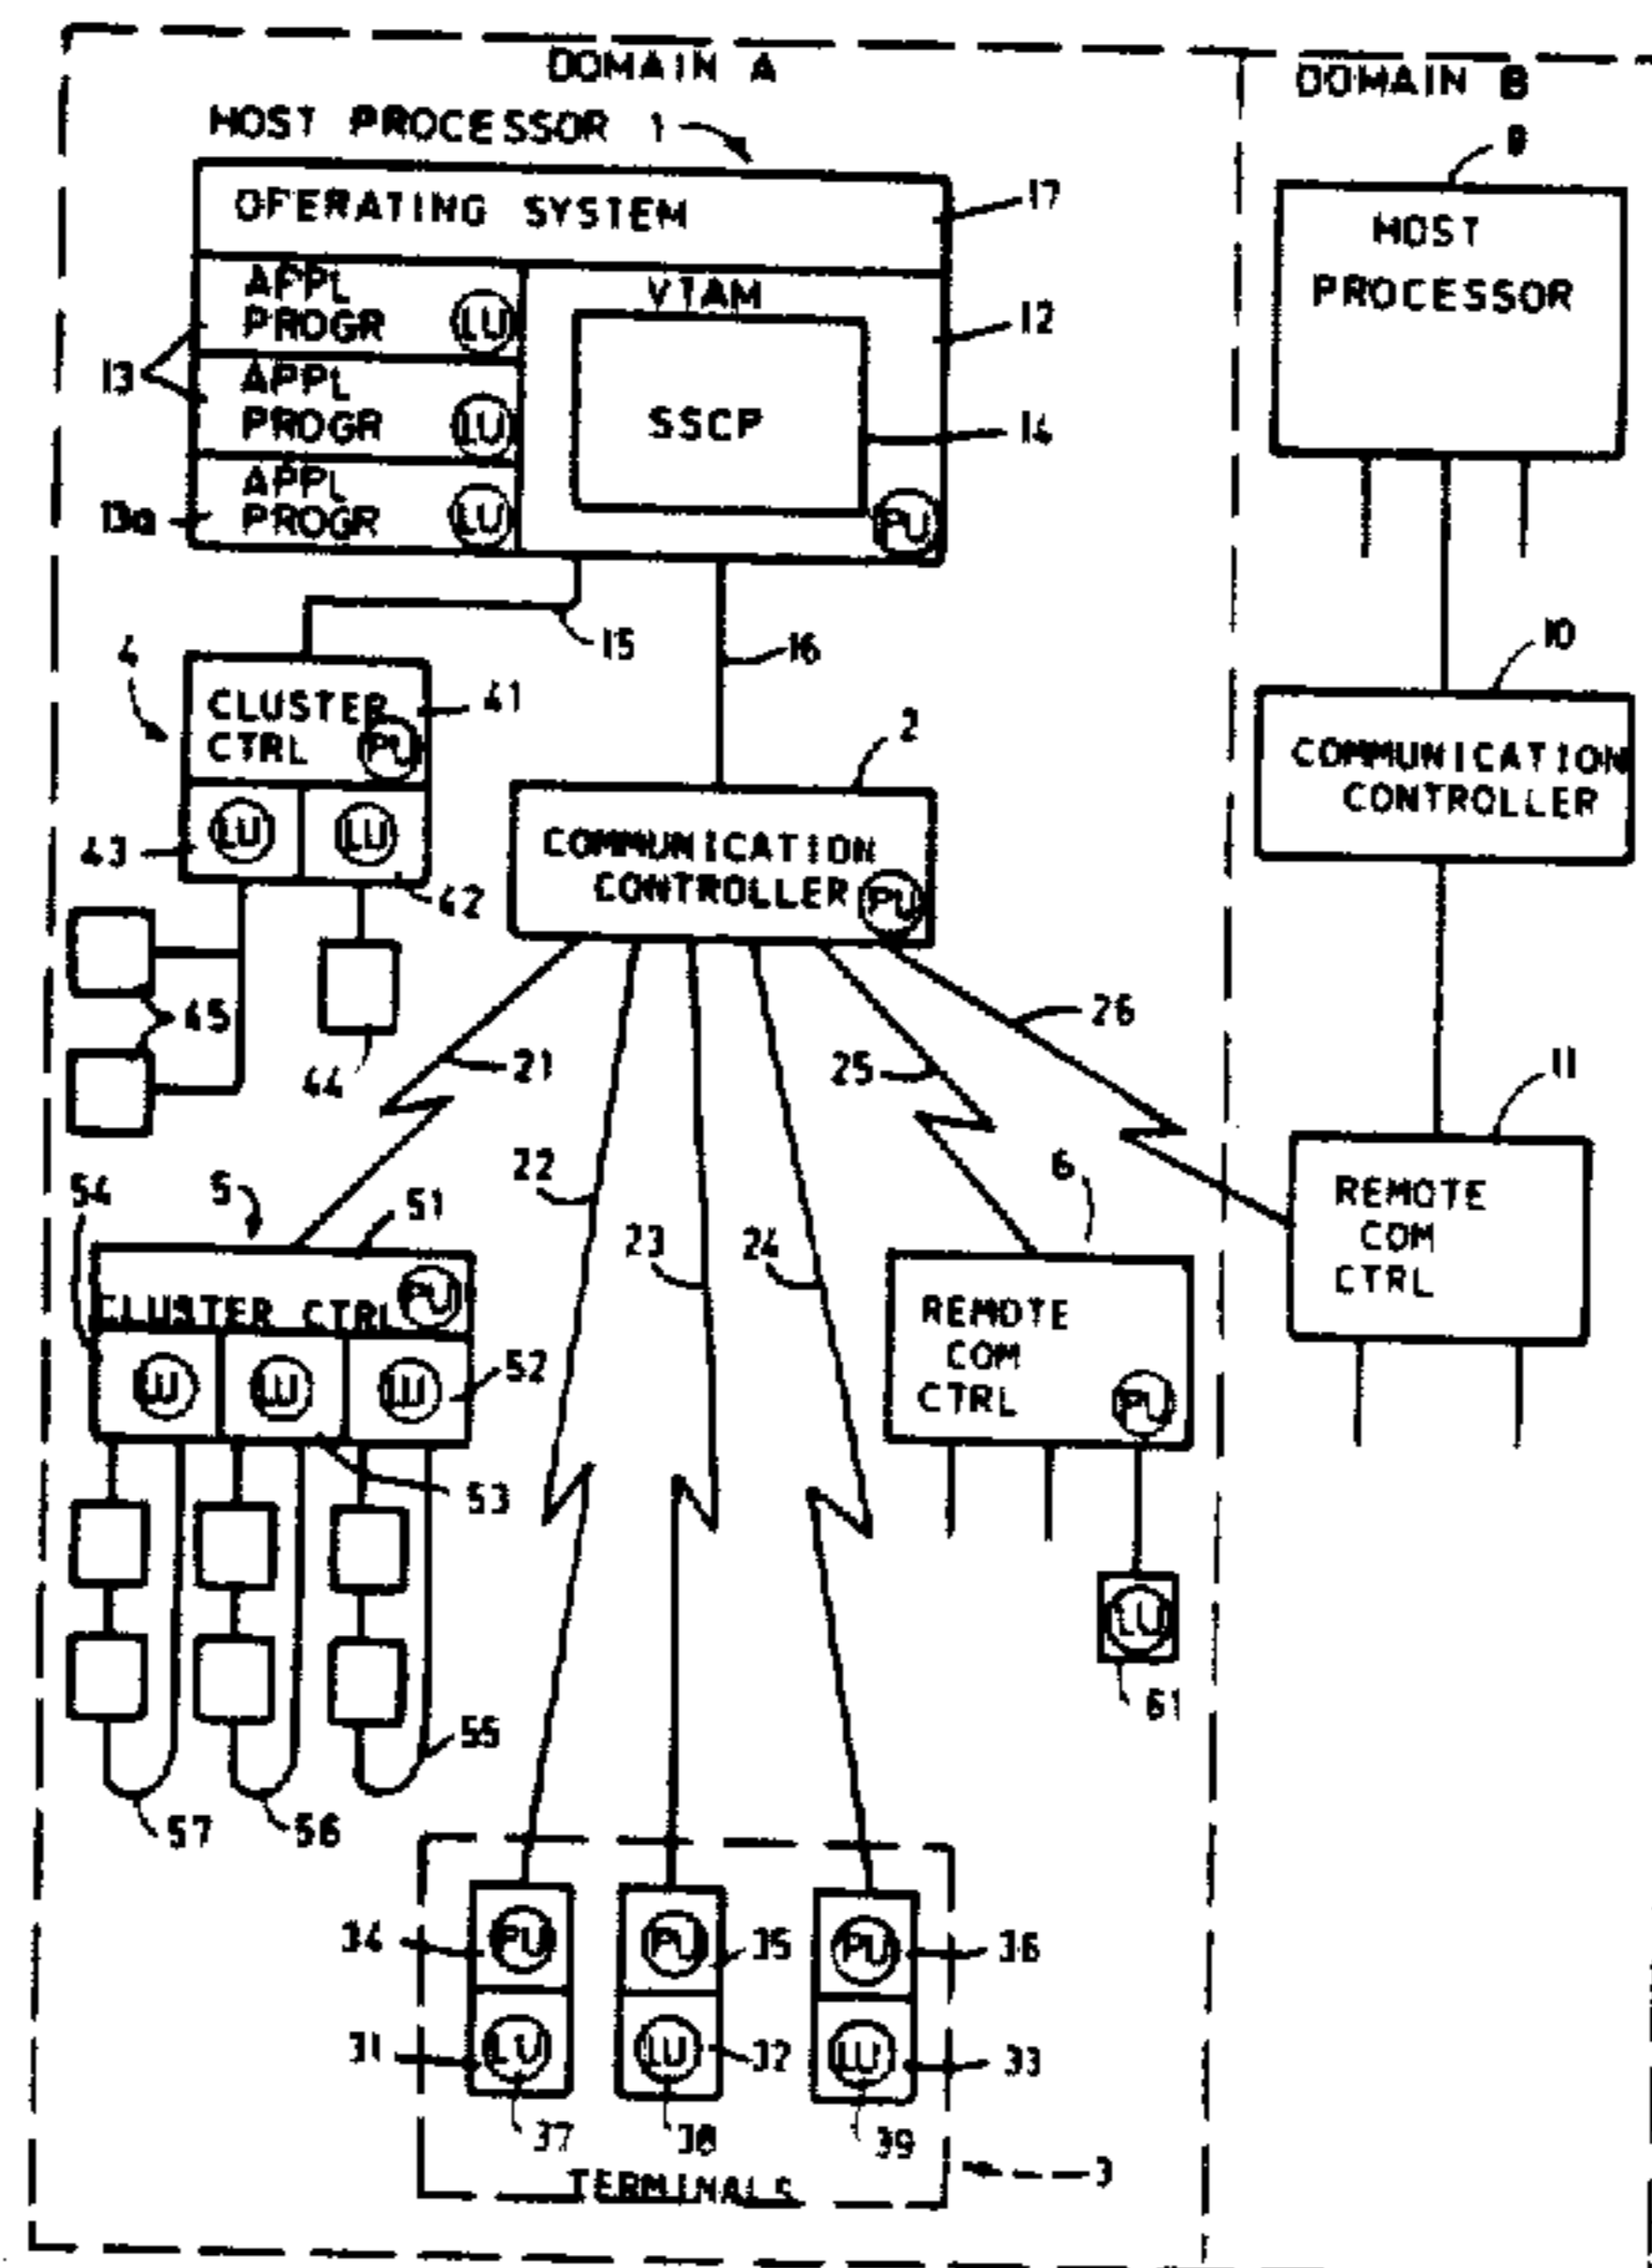 DOMAIN A
DOMAIN B
HOST PROCESSOR 1
9
OPERATING SYSTEM
17
HOST
PROCESSOR
APPL
PROGR
LU
VTAM
12
13
APPL
PROGR
LU
SSCP
14
13a
APPL
PROGR
LU
PU
15
16
10
4
CLUSTER
CTRL
PU
41
2
COMMUNICATION
CONTROLLER
43
LU
LU
42
COMMUNICATION
CONTROLLER
PU
45
44
21
25
26
11
54
5
51
22
6
REMOTE
COM
CTRL
CLUSTER CTRL
PU
23
24
REMOTE
COM
CTRL
PU
LU
LU
LU
52
53
LU
61
55
57
56
34
PU
PU
35
PU
36
31
LU
LU
32
LU
33
37
38
39
TERMINALS
3